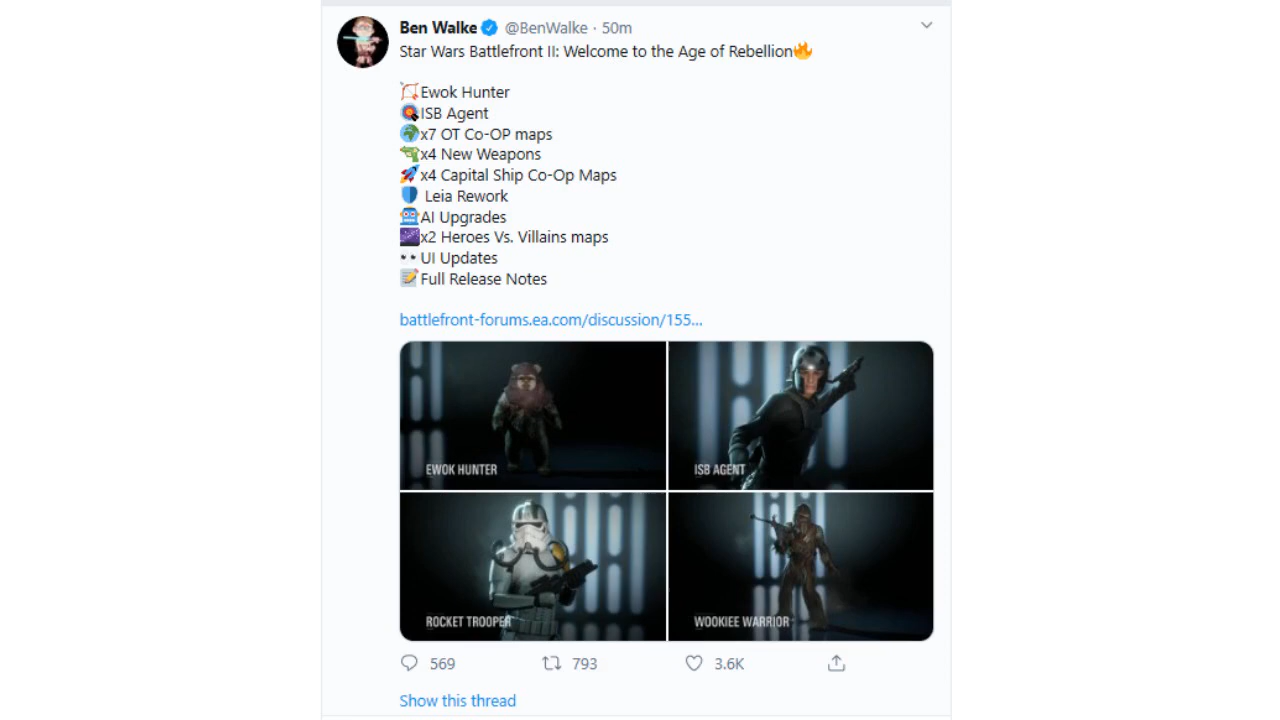 Ben Walke @BenWalke · 50m
Star Wars Battlefront II: Welcome to the Age of Rebellion🔥
🏹Ewok Hunter
🎯ISB Agent
🌍x7 OT Co-OP maps
🔫x4 New Weapons
🚀x4 Capital Ship Co-Op Maps
🛡️ Leia Rework
🤖AI Upgrades
🌌x2 Heroes Vs. Villains maps
👀UI Updates
📝Full Release Notes
battlefront-forums.ea.com/discussion/155...
EWOK HUNTER
ISB AGENT
ROCKET TROOPER
WOOKIEE WARRIOR
569 793 3.6K
Show this thread